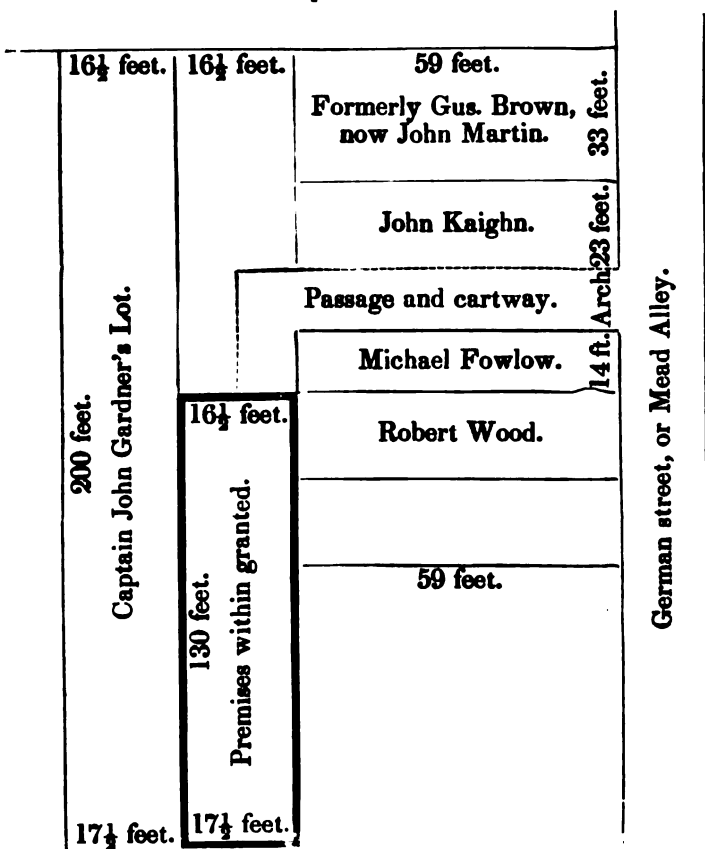 16½ feet.
16½ feet.
59 feet.
Formerly Gus. Brown,
now John Martin.
33 feet.
John Kaighn.
23 feet.
Passage and cartway.
Arch
Michael Fowlow.
14 ft.
16½ feet.
Robert Wood.
200 feet.
Captain John Gardner's Lot.
130 feet.
Premises within granted.
59 feet.
German street, or Mead Alley.
17½ feet.
17½ feet.